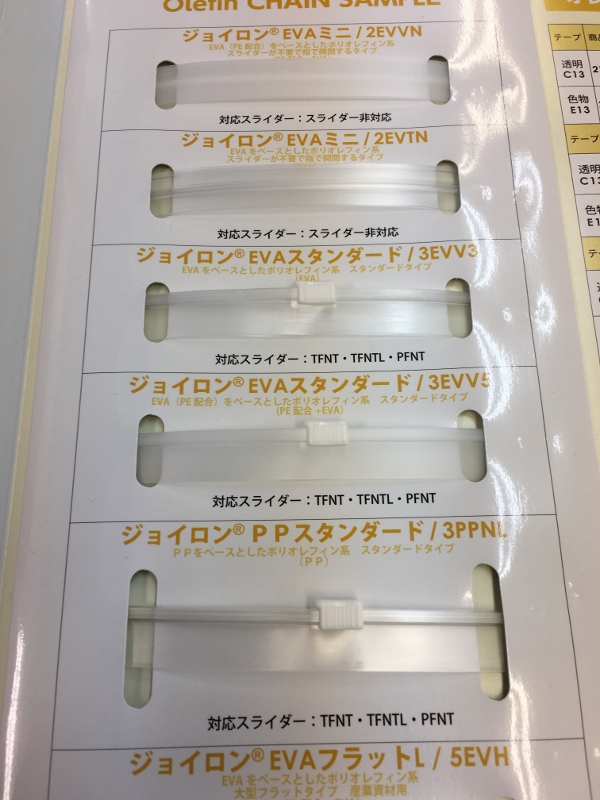 Olefin CHAIN SAMPLE
ジョイロン® EVAミニ / 2EVVN
EVA（PE配合）をベースとしたポリオレフィン系
スライダーが不要で指で開閉するタイプ
対応スライダー：スライダー非対応
ジョイロン® EVAミニ / 2EVTN
EVA をベースとしたポリオレフィン系
スライダーが不要で指で開閉するタイプ
対応スライダー：スライダー非対応
ジョイロン® EVAスタンダード / 3EVV3
EVA をベースとしたポリオレフィン系　スタンダードタイプ
(EVA)
対応スライダー：TFNT・TFNTL・PFNT
ジョイロン® EVAスタンダード / 3EVV5
EVA（PE 配合）をベースとしたポリオレフィン系　スタンダードタイプ
(PE 配合 +EVA)
対応スライダー：TFNT・TFNTL・PFNT
ジョイロン® ＰＰスタンダード / 3PPNL
ＰＰをベースとしたポリオレフィン系　スタンダードタイプ
（ＰＰ）
対応スライダー：TFNT・TFNTL・PFNT
ジョイロン® EVAフラットL / 5EVH
EVA をベースとしたポリオレフィン系
大型フラットタイプ　産業資材用
テープ
透明
C13
色物
E13
テープ
透明
C13